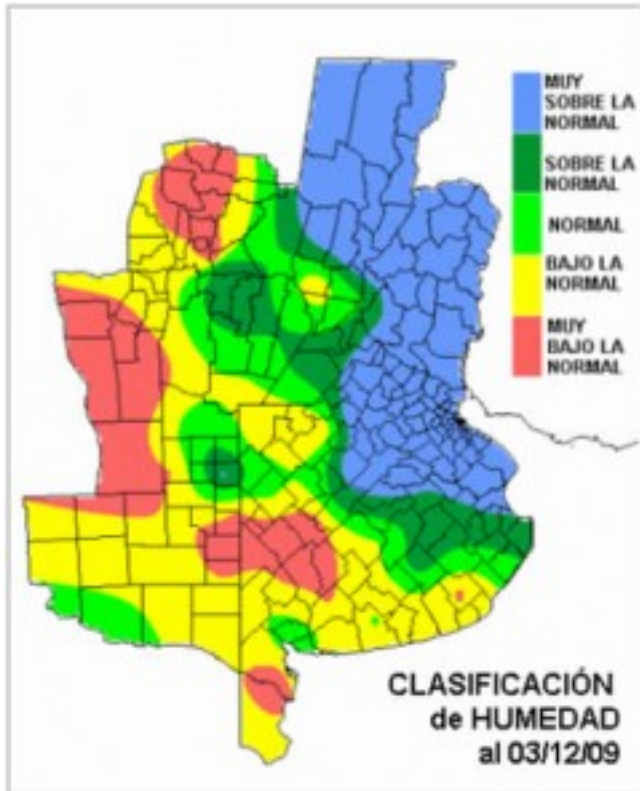 MUY
SOBRE LA
NORMAL
SOBRE LA
NORMAL
NORMAL
BAJO LA
NORMAL
MUY
BAJO LA
NORMAL
CLASIFICACIÓN
de HUMEDAD
al 03/12/09